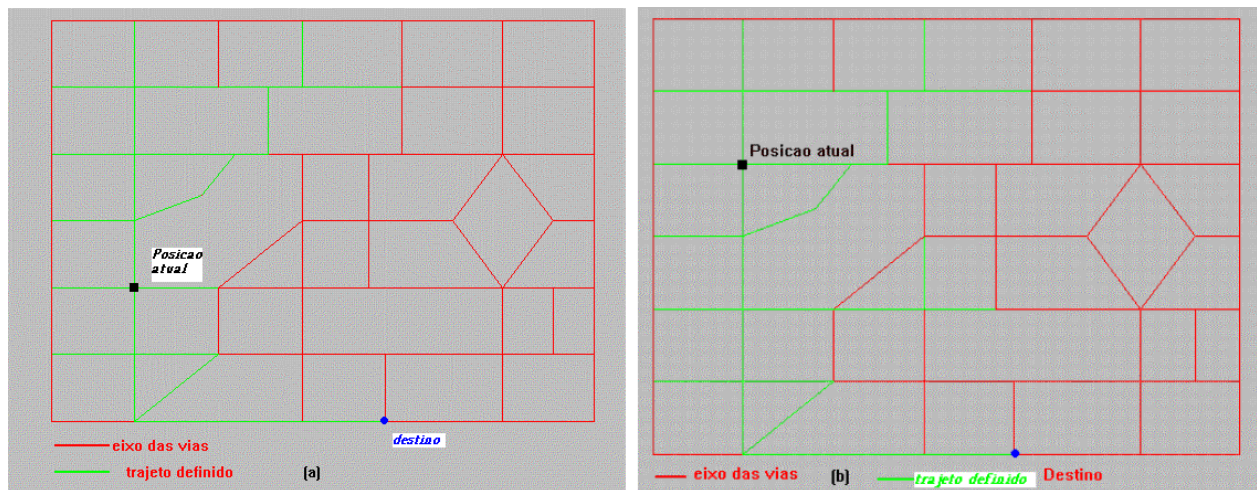 Posicao
atual
destino
eixo das vias
trajeto definido
(a)
Posicao atual
eixo das vias
(b)
trajeto definido
Destino